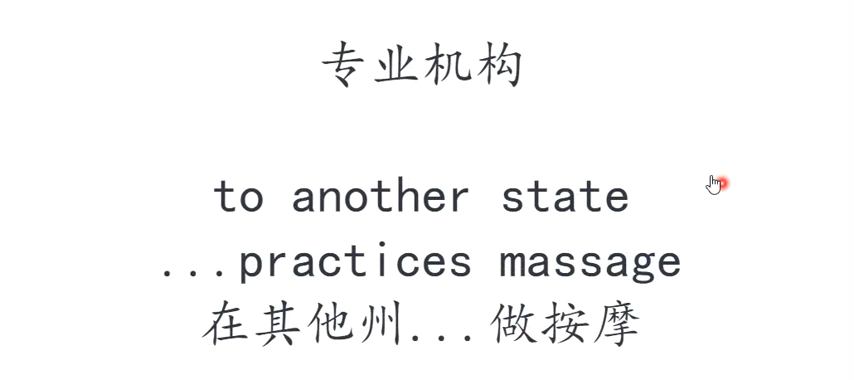 专业机构
to another state
...practices massage
在其他州...做按摩